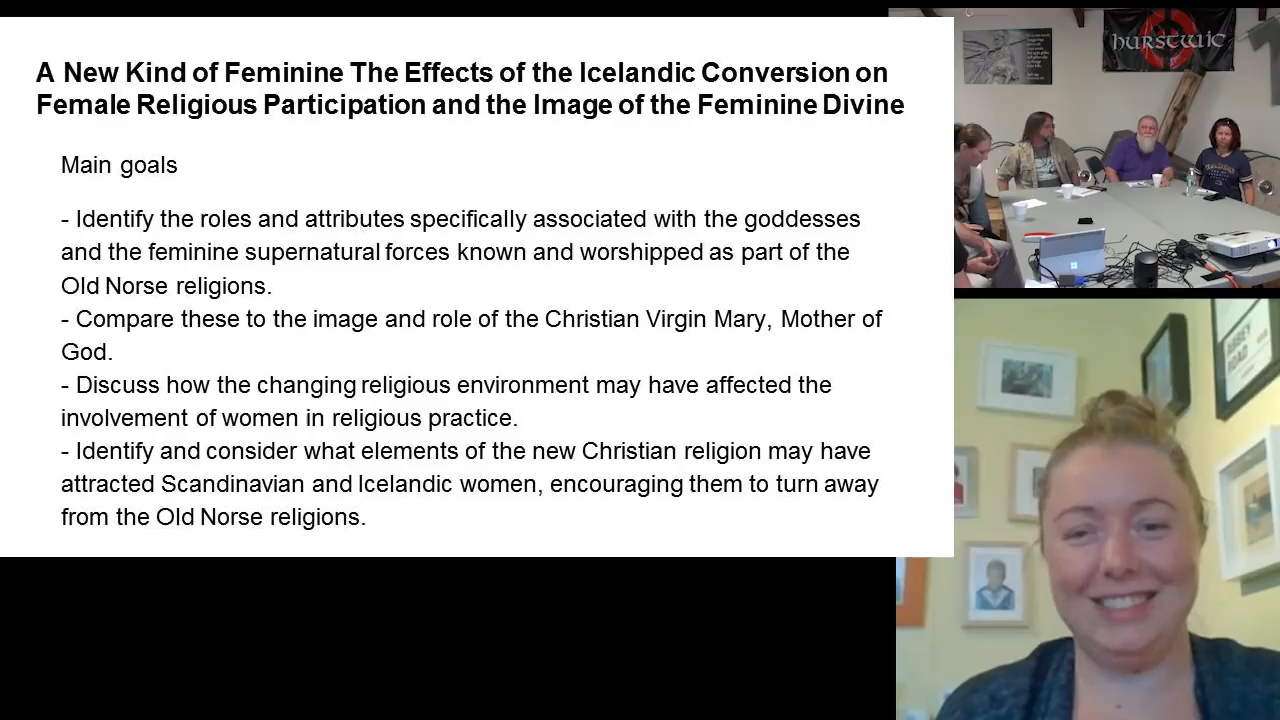 A New Kind of Feminine The Effects of the Icelandic Conversion on
Female Religious Participation and the Image of the Feminine Divine
Main goals
- Identify the roles and attributes specifically associated with the goddesses
and the feminine supernatural forces known and worshipped as part of the
Old Norse religions.
- Compare these to the image and role of the Christian Virgin Mary, Mother of
God.
- Discuss how the changing religious environment may have affected the
involvement of women in religious practice.
- Identify and consider what elements of the new Christian religion may have
attracted Scandinavian and Icelandic women, encouraging them to turn away
from the Old Norse religions.
hurstwic
ABBEY
ROAD